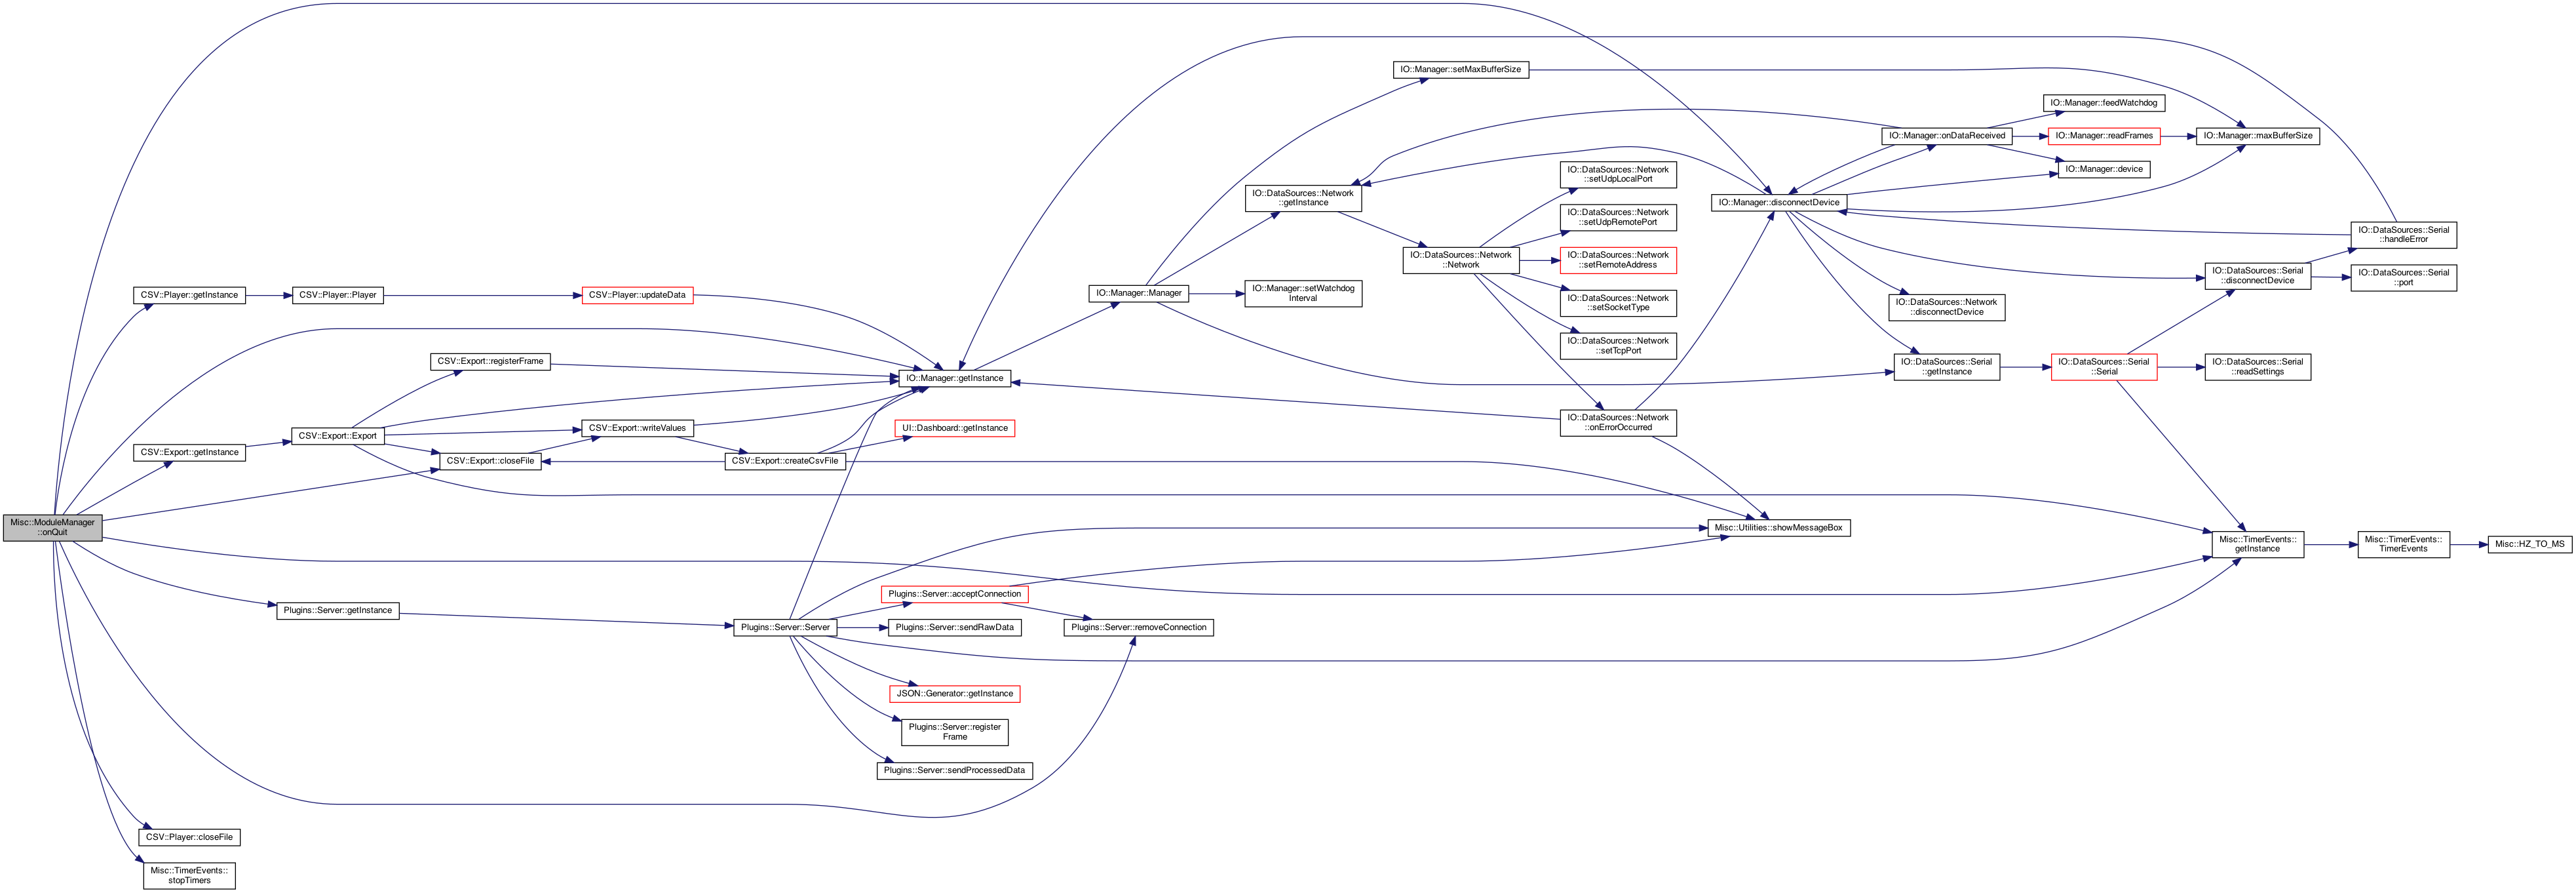 Misc::ModuleManager
::onQuit
CSV::Player::getInstance
CSV::Player::Player
CSV::Player::updateData
CSV::Export::getInstance
CSV::Export::Export
CSV::Export::registerFrame
CSV::Export::closeFile
CSV::Export::writeValues
CSV::Export::createCsvFile
IO::Manager::getInstance
UI::Dashboard::getInstance
Plugins::Server::getInstance
Plugins::Server::Server
Plugins::Server::acceptConnection
Plugins::Server::sendRawData
Plugins::Server::removeConnection
JSON::Generator::getInstance
Plugins::Server::register
Frame
Plugins::Server::sendProcessedData
CSV::Player::closeFile
Misc::TimerEvents::
stopTimers
IO::Manager::Manager
IO::Manager::setMaxBufferSize
IO::DataSources::Network
::getInstance
IO::Manager::setWatchdog
Interval
IO::DataSources::Network
::Network
IO::DataSources::Network
::setUdpLocalPort
IO::DataSources::Network
::setUdpRemotePort
IO::DataSources::Network
::setRemoteAddress
IO::DataSources::Network
::setSocketType
IO::DataSources::Network
::setTcpPort
IO::DataSources::Network
::onErrorOccurred
Misc::Utilities::showMessageBox
IO::Manager::disconnectDevice
IO::Manager::onDataReceived
IO::Manager::feedWatchdog
IO::Manager::readFrames
IO::Manager::device
IO::Manager::maxBufferSize
IO::DataSources::Network
::disconnectDevice
IO::DataSources::Serial
::getInstance
IO::DataSources::Serial
::Serial
IO::DataSources::Serial
::disconnectDevice
IO::DataSources::Serial
::readSettings
IO::DataSources::Serial
::handleError
IO::DataSources::Serial
::port
Misc::TimerEvents::
getInstance
Misc::TimerEvents::
TimerEvents
Misc::HZ_TO_MS